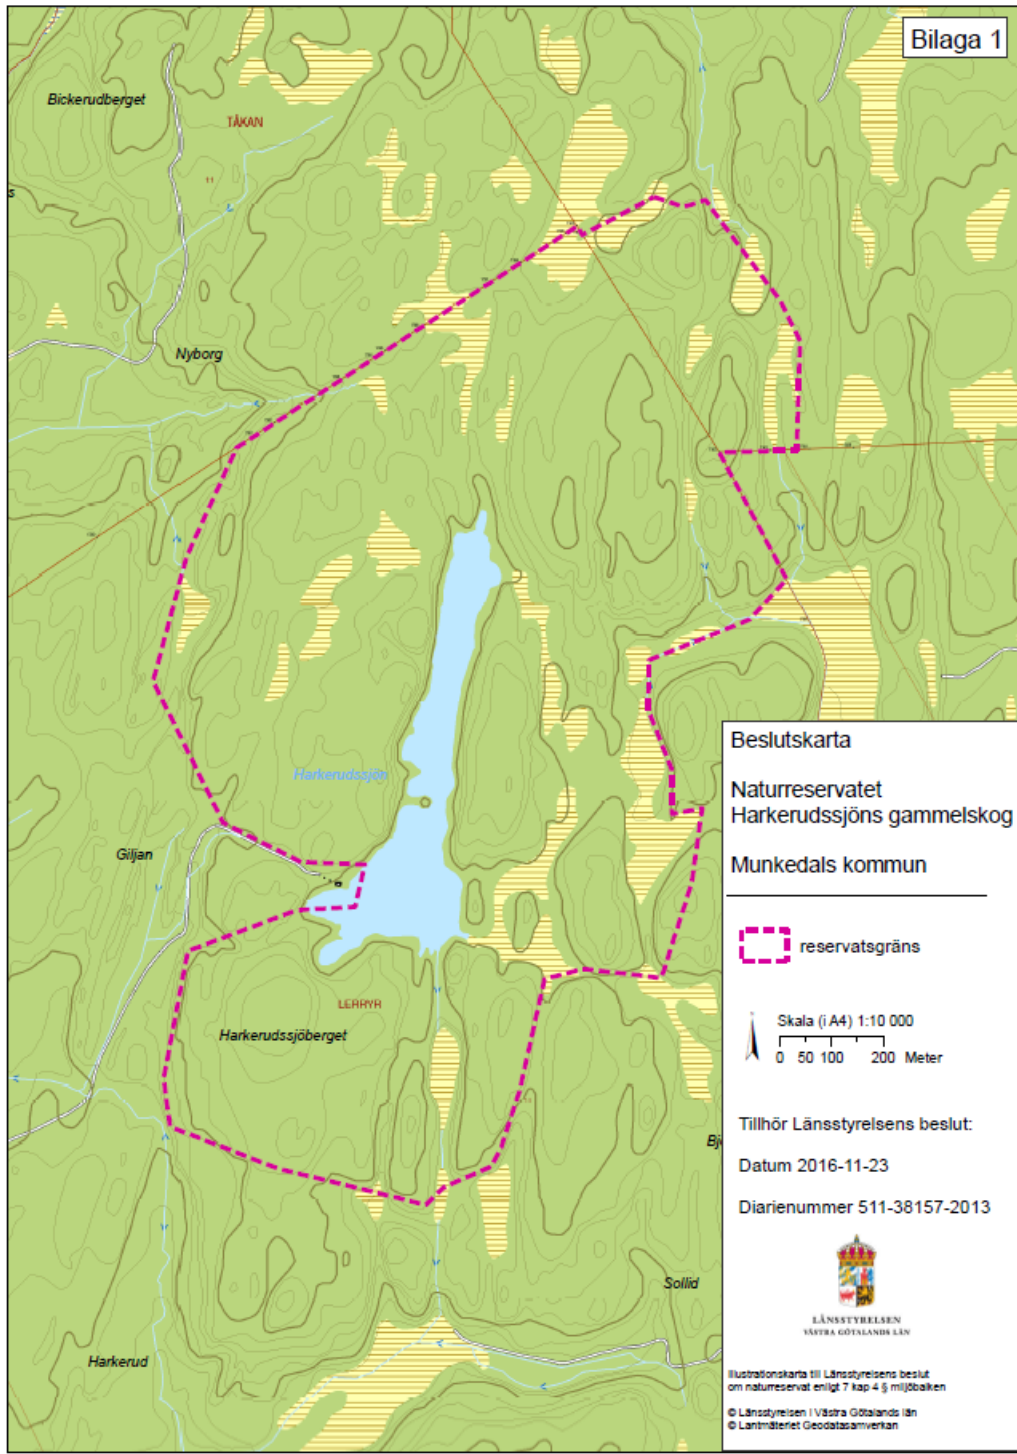 Bilaga 1
Bickerudberget
TÅKAN
11
s
Nyborg
Harkerudssjön
Giljan
LERRYR
Harkerudssjöberget
Bj
Sollid
Harkerud
Beslutskarta
Naturreservatet
Harkerudssjöns gammelskog
Munkedals kommun
reservatsgräns
Skala (i A4) 1:10 000
0 50 100 200 Meter
Tillhör Länsstyrelsens beslut:
Datum 2016-11-23
Diarienummer 511-38157-2013
LÄNSSTYRELSEN
VÄSTRA GÖTALANDS LÄN
Illustrationskarta till Länsstyrelsens beslut
om naturreservat enligt 7 kap 4 § miljöbalken
© Länsstyrelsen i Västra Götalands län
© Lantmäteriet Geodatasamverkan